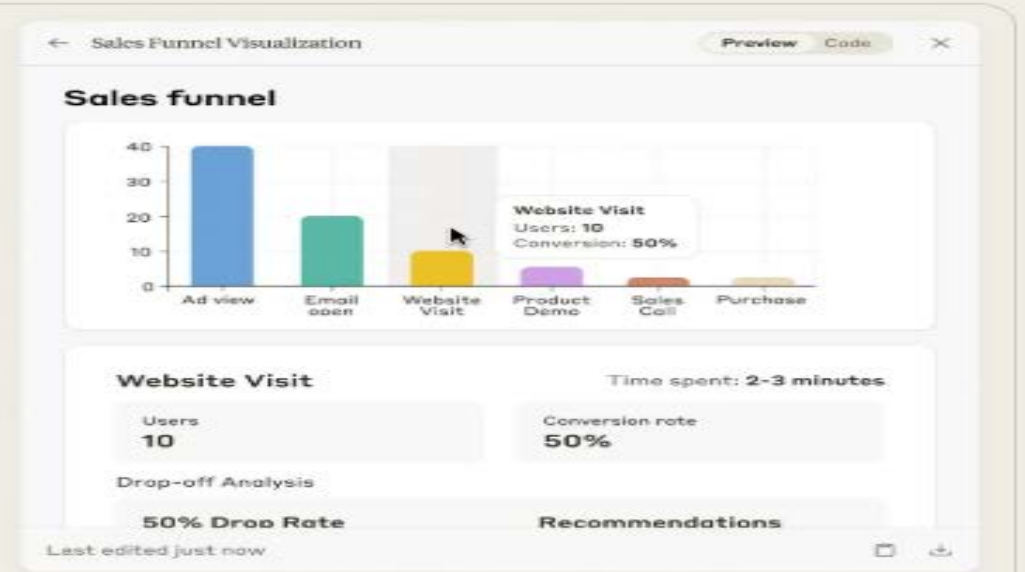 ← Sales Funnel Visualization Preview Code ×
Sales funnel
40
30
20
10
0
Website Visit
Users: 10
Conversion: 50%
Ad view Email open Website Visit Product Demo Sales Call Purchase
Website Visit Time spent: 2-3 minutes
Users Conversion rate
10 50%
Drop-off Analysis
50% Drop Rate Recommendations
Last edited just now